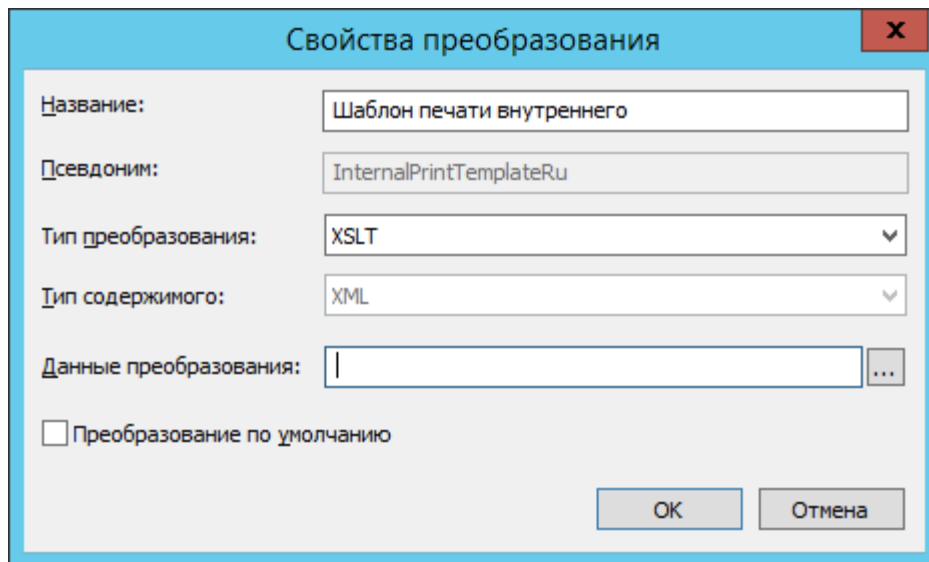 Свойства преобразования
x
Название: Шаблон печати внутреннего
Псевдоним: InternalPrintTemplateRu
Тип преобразования: XSLT
Тип содержимого: XML
Данные преобразования: ...
Преобразование по умолчанию
OK Отмена